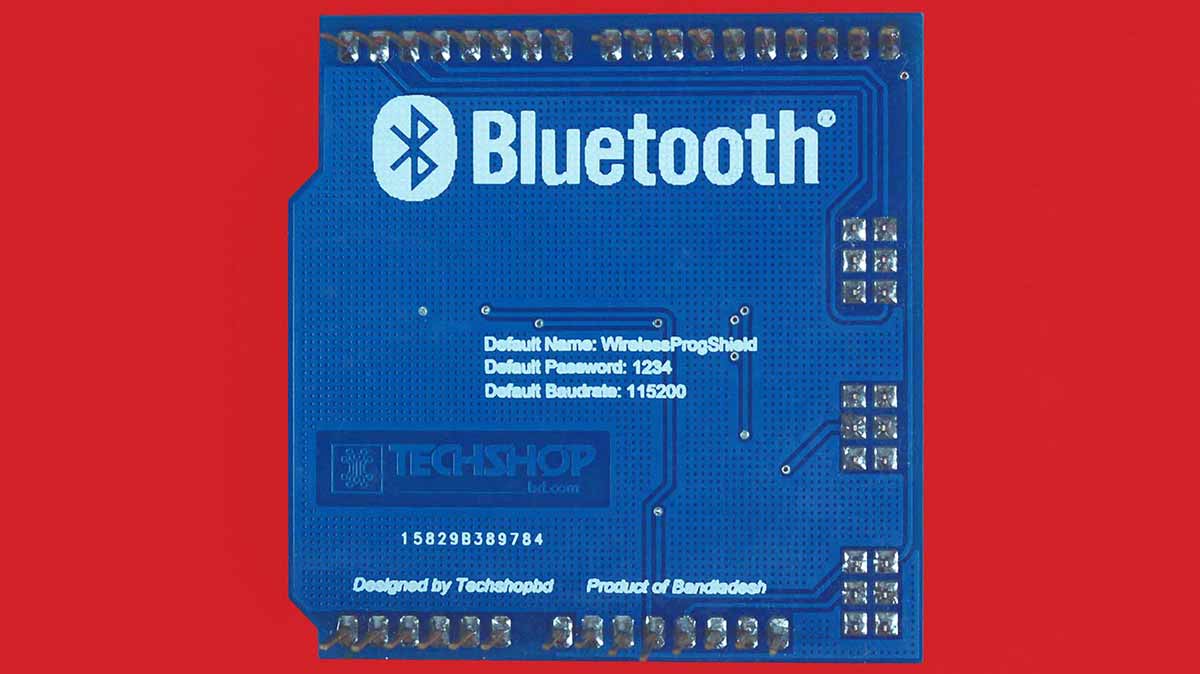 Bluetooth®
Default Name: WirelessProgShield
Default Password: 1234
Default Baudrate: 115200
TECHSHOP
bd.com
15829B389784
Designed by Techshopbd Product of Bangladesh